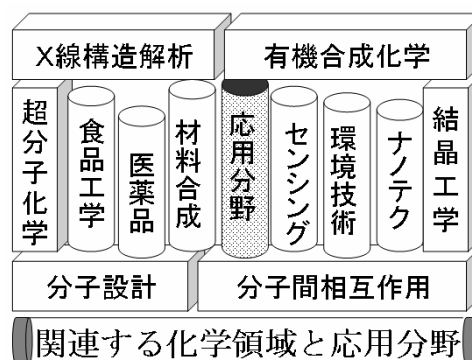 X線構造解析
有機合成化学
超分子化学
食品工学
医薬品
材料合成
応用分野
センシング
環境技術
ナノテク
結晶工学
分子設計
分子間相互作用
関連する化学領域と応用分野